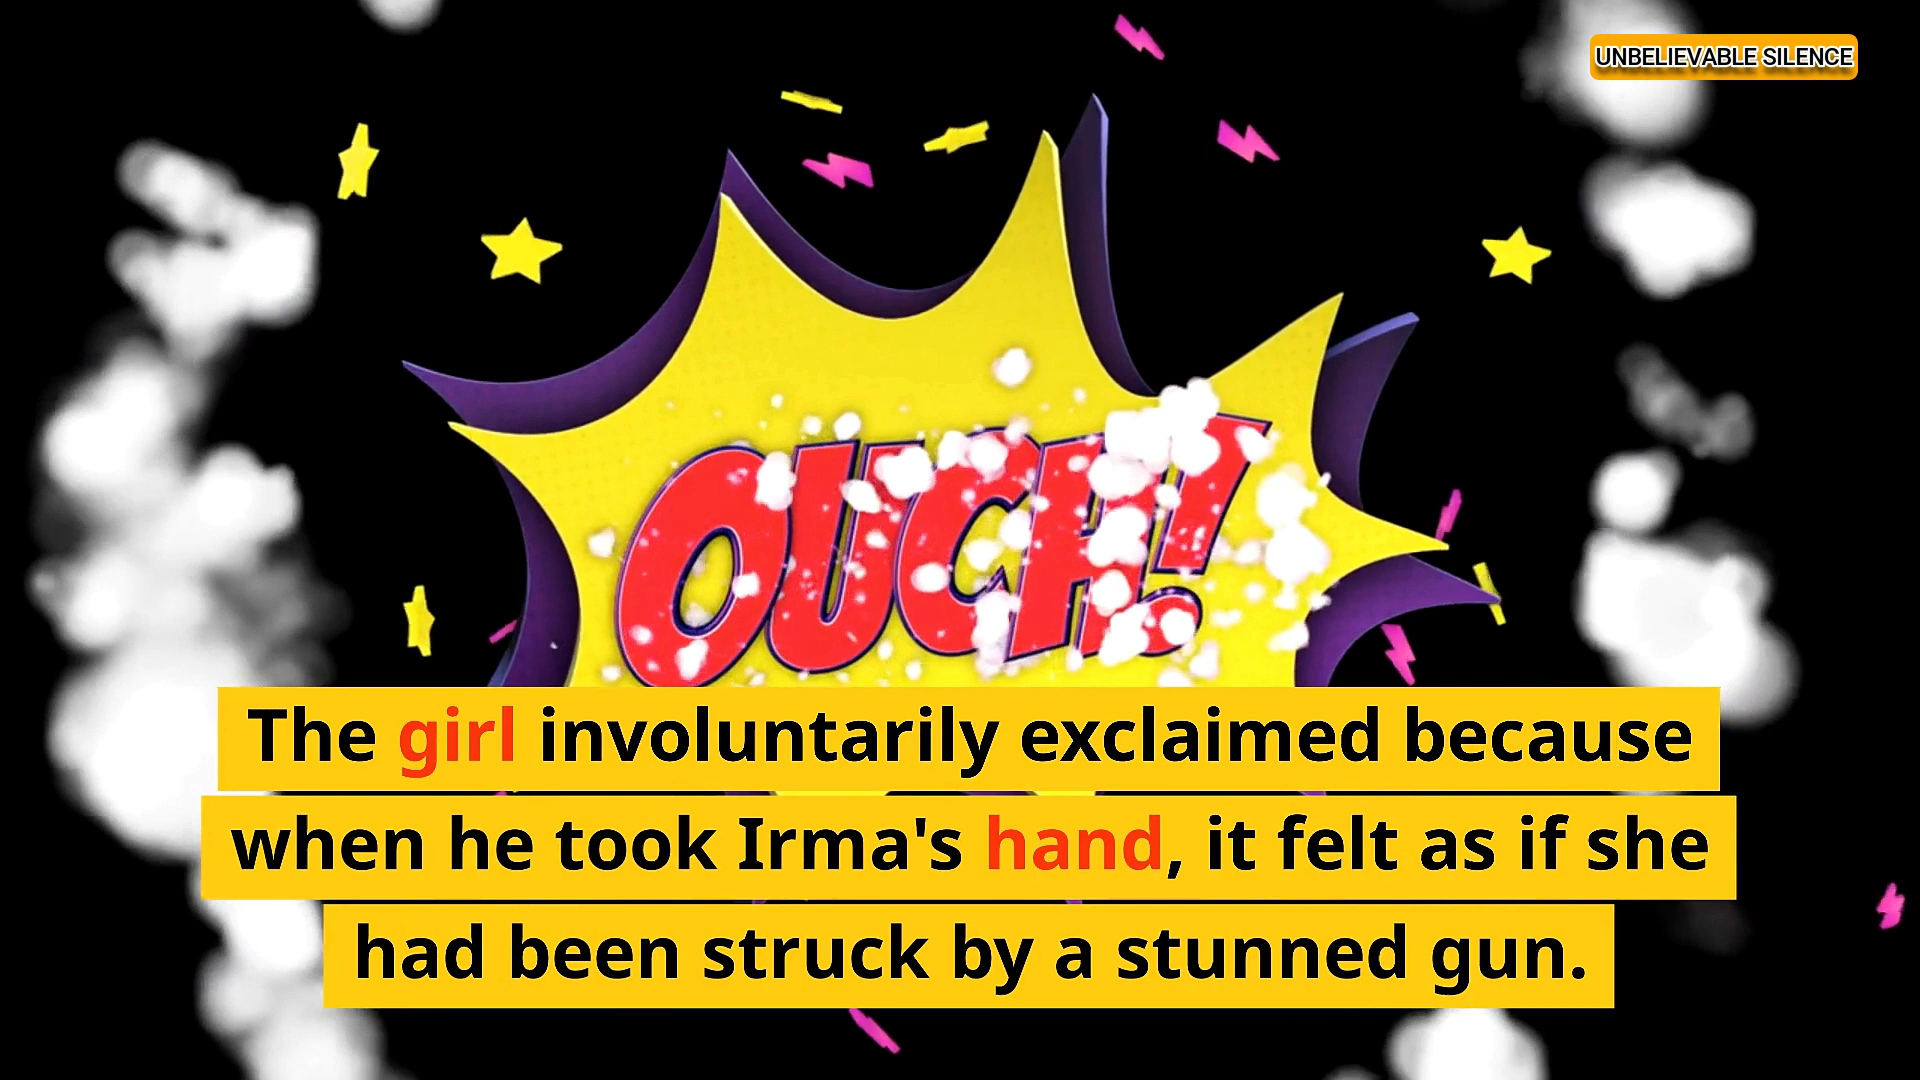 UNBELIEVABLE SILENCE
OUCH!
The girl involuntarily exclaimed because
when he took Irma's hand, it felt as if she
had been struck by a stunned gun.